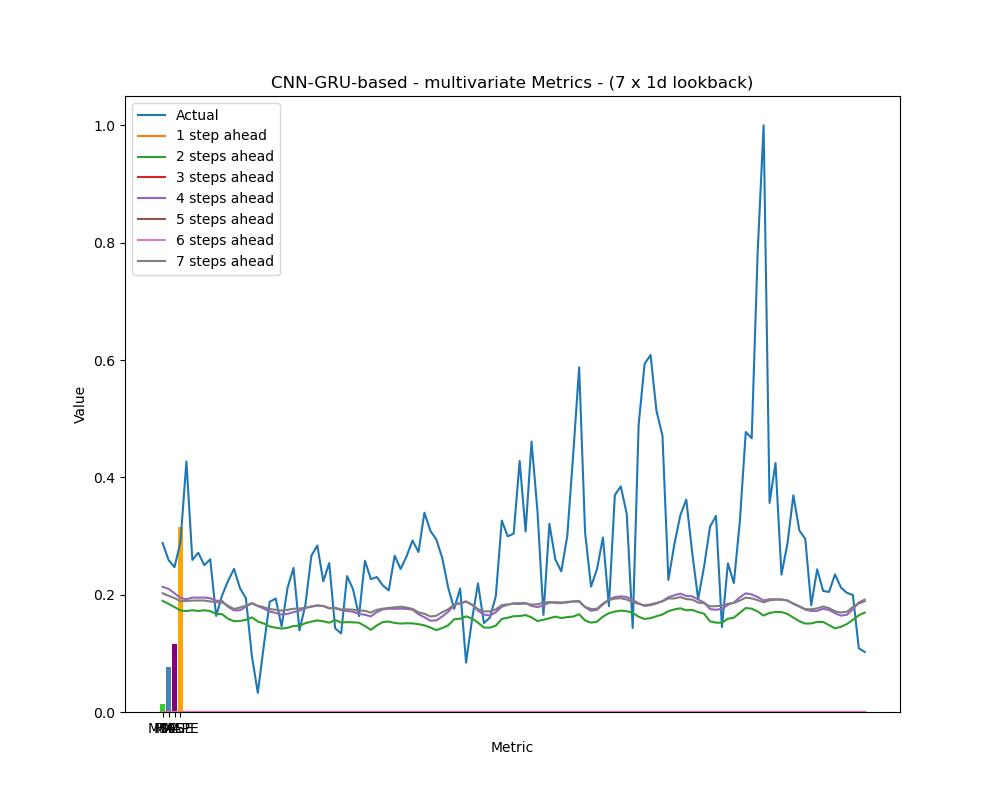 CNN-GRU-based - multivariate Metrics - (7 x 1d lookback)
Actual
1 step ahead
2 steps ahead
3 steps ahead
4 steps ahead
5 steps ahead
6 steps ahead
7 steps ahead
1.0
0.8
0.6
0.4
0.2
0.0
Value
Metric